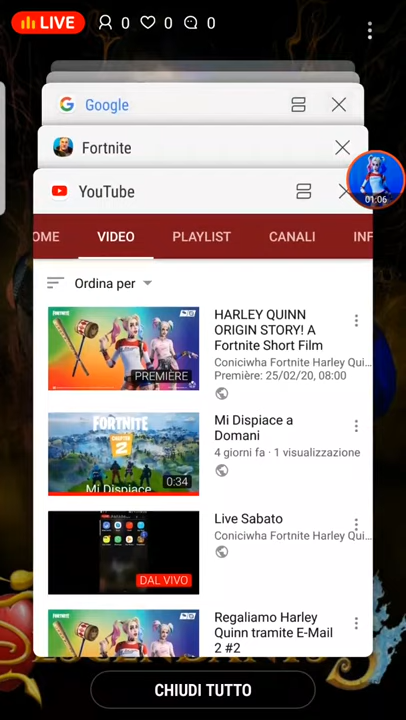 LIVE 0 0 0
Google
Fortnite
YouTube
01:06
OME VIDEO PLAYLIST CANALI INF
Ordina per
HARLEY QUINN
ORIGIN STORY! A
Fortnite Short Film
Coniciwha Fortnite Harley Qui...
Première: 25/02/20, 08:00
PREMIÈRE
Mi Dispiace a
Domani
4 giorni fa · 1 visualizzazione
FORTNITE
CHAPTER
2
Mi Dispiace
0:34
Live Sabato
Coniciwha Fortnite Harley Qui...
DAL VIVO
Regaliamo Harley
Quinn tramite E-Mail
2 #2
CHIUDI TUTTO